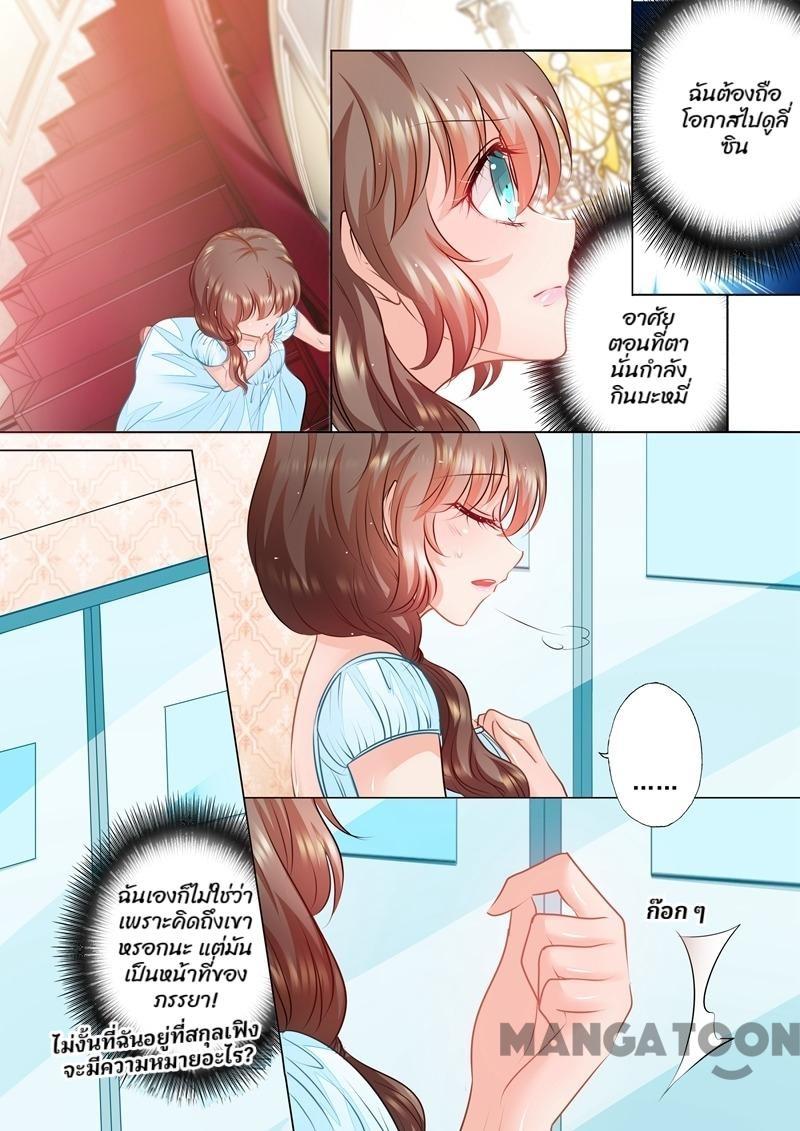 ฉันต้องถือ
โอกาสไปดูลี่
ซิน
อาศัย
ตอนที่ตา
นั่นกำลัง
กินบะหมี่
......
ก๊อก ๆ
ฉันเองก็ไม่ใช่ว่า
เพราะคิดถึงเขา
หรอกนะ แต่มัน
เป็นหน้าที่ของ
ภรรยา!
ไม่งั้นที่ฉันอยู่ที่สกุลเฟิง
จะมีความหมายอะไร?
MANGATOON